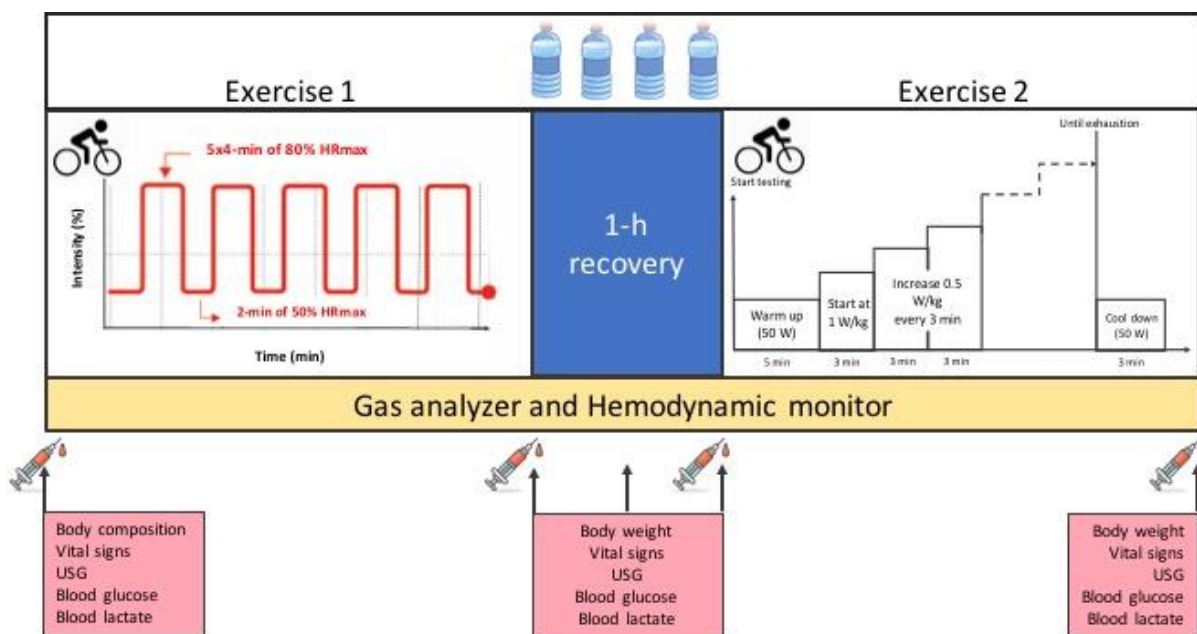 Exercise 1
Exercise 2
5x4-min of 80% HRmax
Intensity (%)
2-min of 50% HRmax
Time (min)
1-h
recovery
Until exhaustion
Start testing
Warm up
(50 W)
Start at
1 W/kg
Increase 0.5
W/kg
every 3 min
Cool down
(50 W)
5 min
3 min
3 min
3 min
3 min
Gas analyzer and Hemodynamic monitor
Body composition
Vital signs
USG
Blood glucose
Blood lactate
Body weight
Vital signs
USG
Blood glucose
Blood lactate
Body weight
Vital signs
USG
Blood glucose
Blood lactate